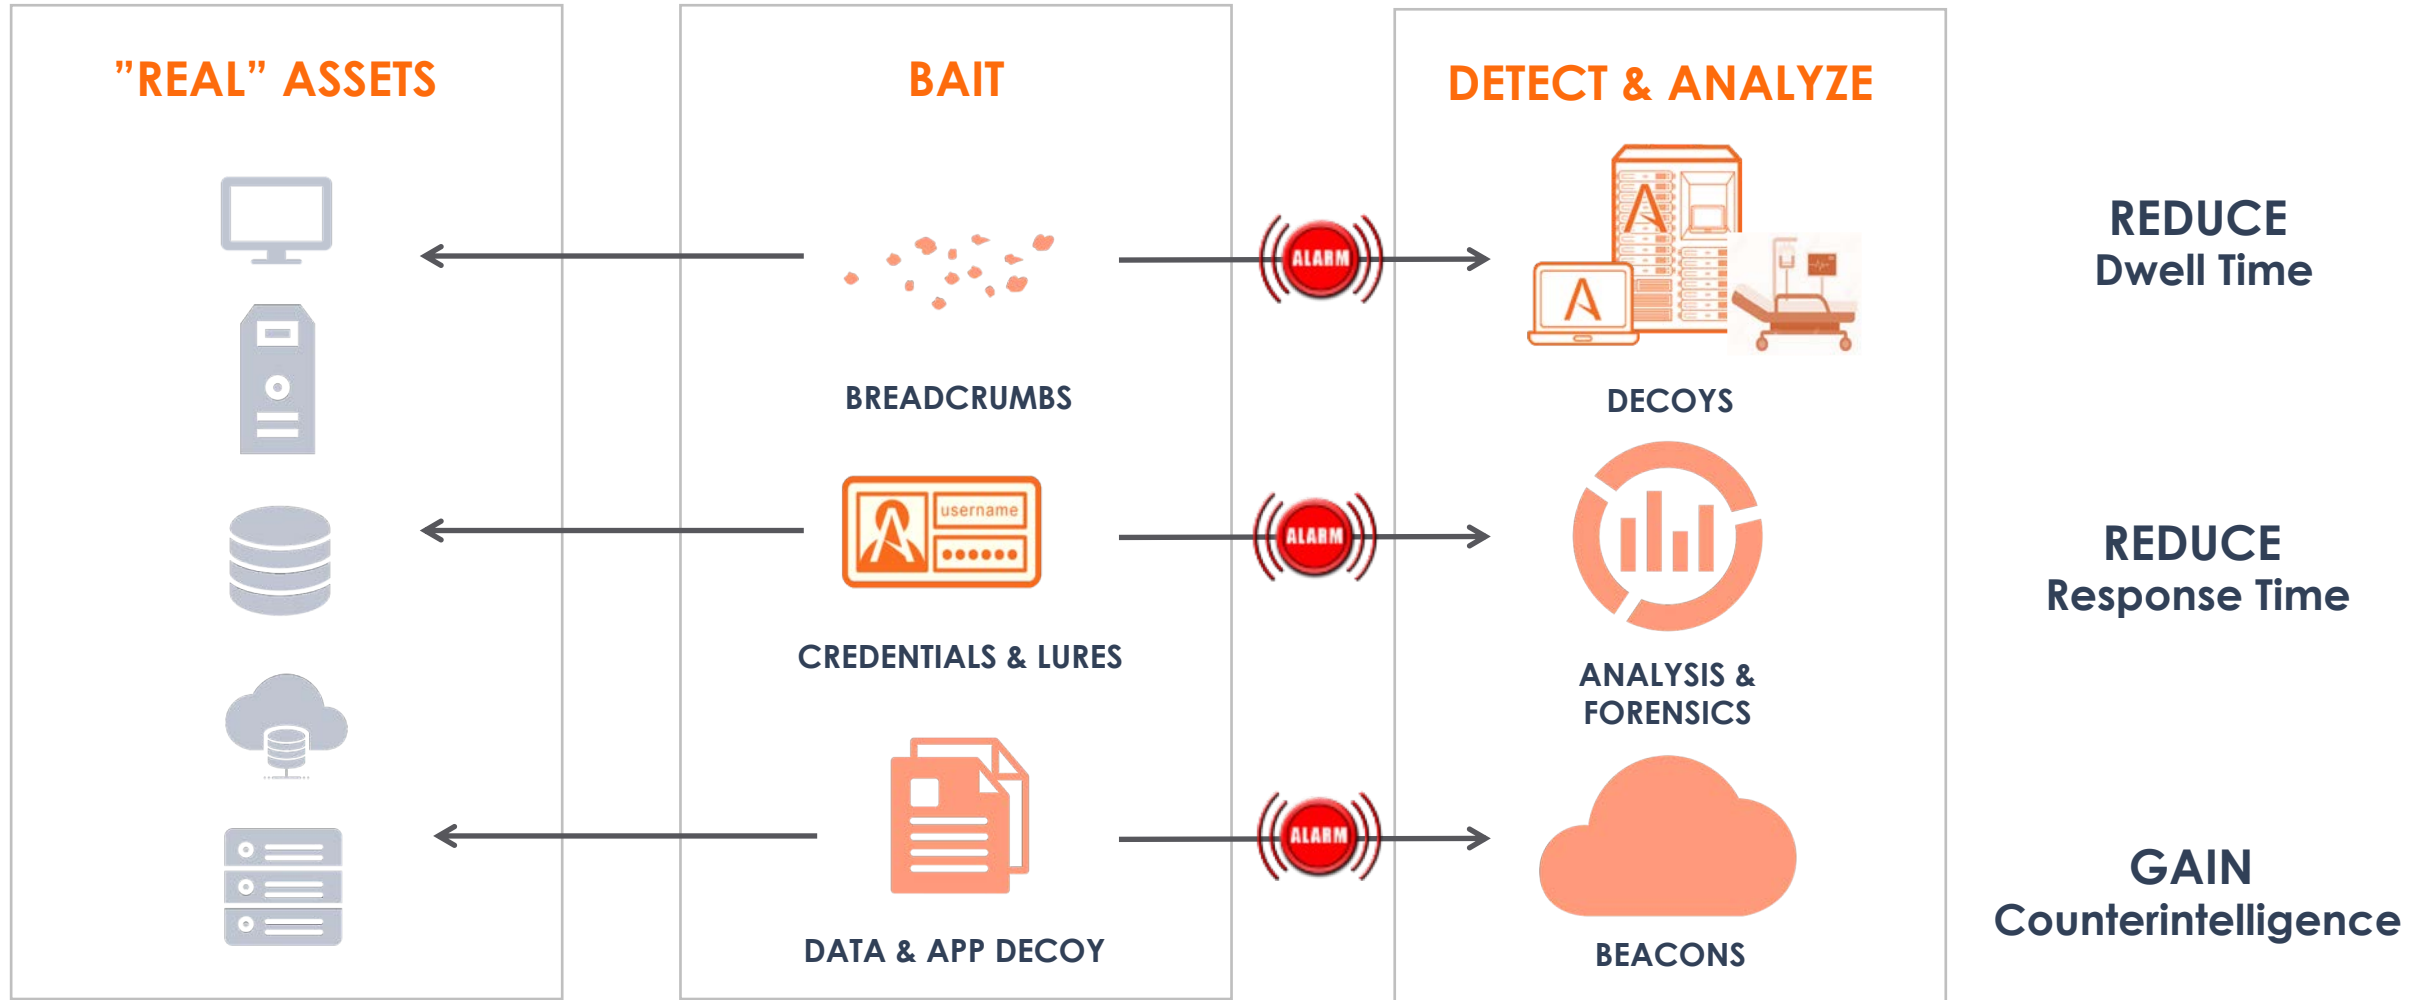 ”REAL” ASSETS
BAIT
DETECT & ANALYZE
ALARM
BREADCRUMBS
DECOYS
REDUCE
Dwell Time
username
ALARM
CREDENTIALS & LURES
ANALYSIS &
FORENSICS
REDUCE
Response Time
ALARM
DATA & APP DECOY
BEACONS
GAIN
Counterintelligence